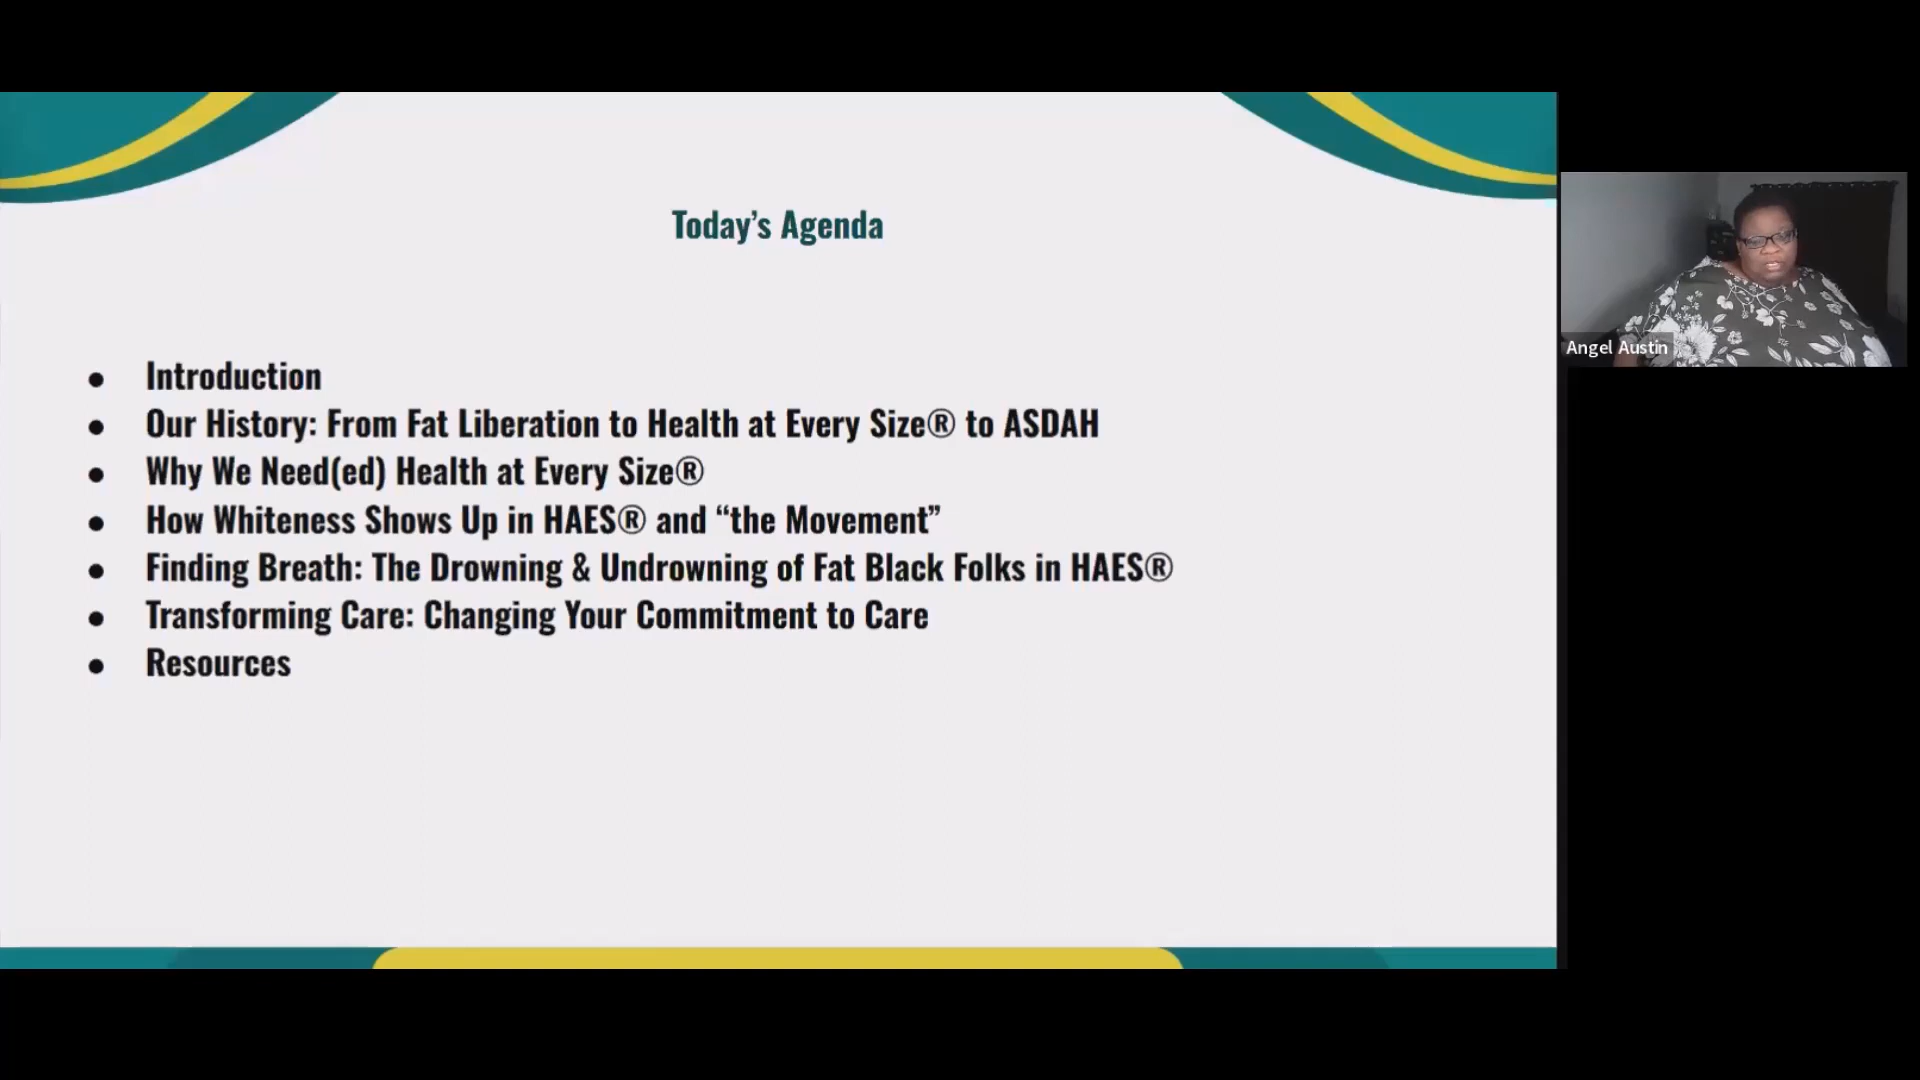 Today’s Agenda
● Introduction
● Our History: From Fat Liberation to Health at Every Size® to ASDAH
● Why We Need(ed) Health at Every Size®
● How Whiteness Shows Up in HAES® and “the Movement”
● Finding Breath: The Drowning & Undrowning of Fat Black Folks in HAES®
● Transforming Care: Changing Your Commitment to Care
● Resources
Angel Austin